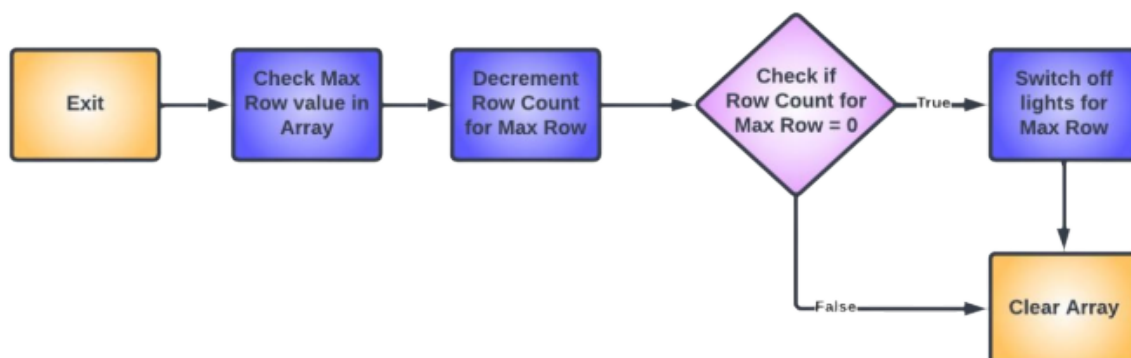 Exit
Check Max
Row value in
Array
Decrement
Row Count
for Max Row
Check if
Row Count for
Max Row = 0
True
Switch off
lights for
Max Row
False
Clear Array